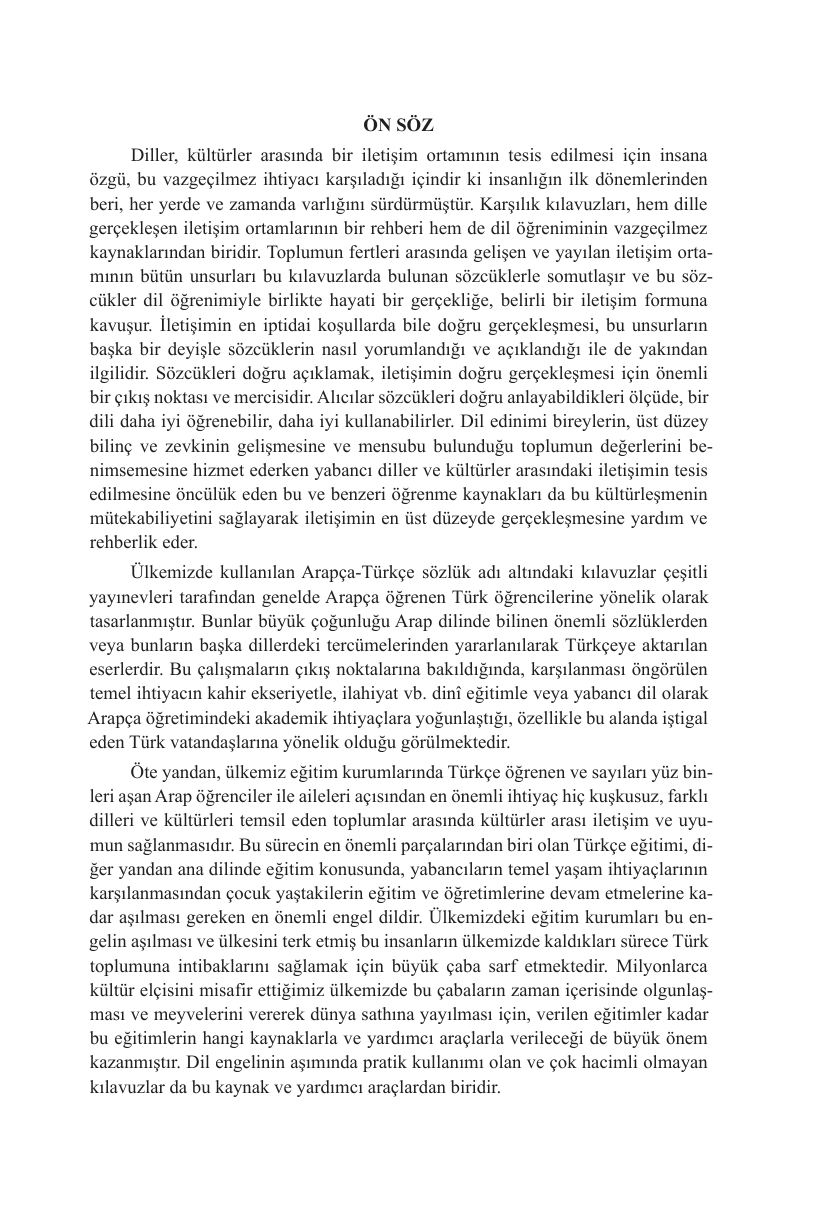 ÖN SÖZ
Diller, kültürler arasında bir iletişim ortamının tesis edilmesi için insana
özgü, bu vazgeçilmez ihtiyacı karşıladığı içindir ki insanlığın ilk dönemlerinden
beri, her yerde ve zamanda varlığını sürdürmüştür. Karşılık kılavuzları, hem dille
gerçekleşen iletişim ortamlarının bir rehberi hem de dil öğreniminin vazgeçilmez
kaynaklarından biridir. Toplumun fertleri arasında gelişen ve yayılan iletişim orta-
mının bütün unsurları bu kılavuzlarda bulunan sözcüklerle somutlaşır ve bu söz-
cükler dil öğrenimiyle birlikte hayati bir gerçekliğe, belirli bir iletişim formuna
kavuşur. İletişimin en iptidai koşullarda bile doğru gerçekleşmesi, bu unsurların
başka bir deyişle sözcüklerin nasıl yorumlandığı ve açıklandığı ile de yakından
ilgilidir. Sözcükleri doğru açıklamak, iletişimin doğru gerçekleşmesi için önemli
bir çıkış noktası ve mercisidir. Alıcılar sözcükleri doğru anlayabildikleri ölçüde, bir
dili daha iyi öğrenebilir, daha iyi kullanabilirler. Dil edinimi bireylerin, üst düzey
bilinç ve zevkinin gelişmesine ve mensubu bulunduğu toplumun değerlerini be-
nimsemesine hizmet ederken yabancı diller ve kültürler arasındaki iletişimin tesis
edilmesine öncülük eden bu ve benzeri öğrenme kaynakları da bu kültürleşmenin
mütekabiliyetini sağlayarak iletişimin en üst düzeyde gerçekleşmesine yardım ve
rehberlik eder.
Ülkemizde kullanılan Arapça-Türkçe sözlük adı altındaki kılavuzlar çeşitli
yayınevleri tarafından genelde Arapça öğrenen Türk öğrencilerine yönelik olarak
tasarlanmıştır. Bunlar büyük çoğunluğu Arap dilinde bilinen önemli sözlüklerden
veya bunların başka dillerdeki tercümelerinden yararlanılarak Türkçeye aktarılan
eserlerdir. Bu çalışmaların çıkış noktalarına bakıldığında, karşılanması öngörülen
temel ihtiyacın kahir ekseriyetle, ilahiyat vb. dinî eğitimle veya yabancı dil olarak
Arapça öğretimindeki akademik ihtiyaçlara yoğunlaştığı, özellikle bu alanda iştigal
eden Türk vatandaşlarına yönelik olduğu görülmektedir.
Öte yandan, ülkemiz eğitim kurumlarında Türkçe öğrenen ve sayıları yüz bin-
leri aşan Arap öğrenciler ile aileleri açısından en önemli ihtiyaç hiç kuşkusuz, farklı
dilleri ve kültürleri temsil eden toplumlar arasında kültürler arası iletişim ve uyu-
mun sağlanmasıdır. Bu sürecin en önemli parçalarından biri olan Türkçe eğitimi, di-
ğer yandan ana dilinde eğitim konusunda, yabancıların temel yaşam ihtiyaçlarının
karşılanmasından çocuk yaştakilerin eğitim ve öğretimlerine devam etmelerine ka-
dar aşılması gereken en önemli engel dildir. Ülkemizdeki eğitim kurumları bu en-
gelin aşılması ve ülkesini terk etmiş bu insanların ülkemizde kaldıkları sürece Türk
toplumuna intibaklarını sağlamak için büyük çaba sarf etmektedir. Milyonlarca
kültür elçisini misafir ettiğimiz ülkemizde bu çabaların zaman içerisinde olgunlaş-
ması ve meyvelerini vererek dünya sathına yayılması için, verilen eğitimler kadar
bu eğitimlerin hangi kaynaklarla ve yardımcı araçlarla verileceği de büyük önem
kazanmıştır. Dil engelinin aşımında pratik kullanımı olan ve çok hacimli olmayan
kılavuzlar da bu kaynak ve yardımcı araçlardan biridir.